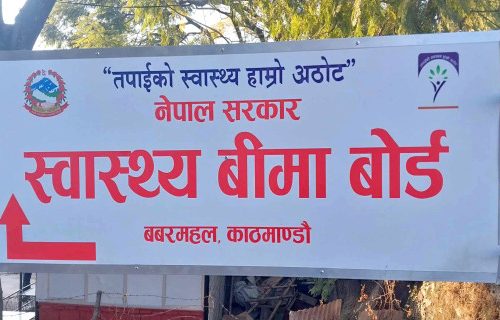 “तपाईको स्वास्थ्य हाम्रो अठोट”
नेपाल सरकार
स्वास्थ्य बीमा बोर्ड
बबरमहल, काठमाण्डौ